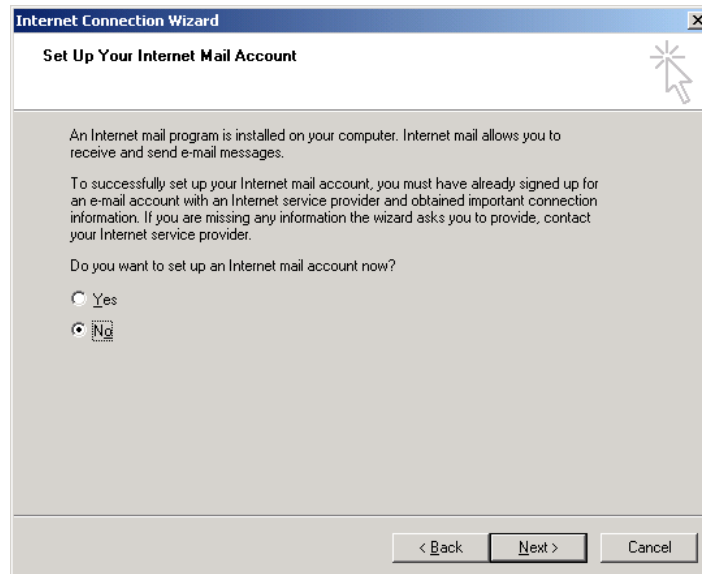 Internet Connection Wizard
Set Up Your Internet Mail Account
An Internet mail program is installed on your computer. Internet mail allows you to
receive and send e-mail messages.
To successfully set up your Internet mail account, you must have already signed up for
an e-mail account with an Internet service provider and obtained important connection
information. If you are missing any information the wizard asks you to provide, contact
your Internet service provider.
Do you want to set up an Internet mail account now?
Yes
No
< Back Next > Cancel